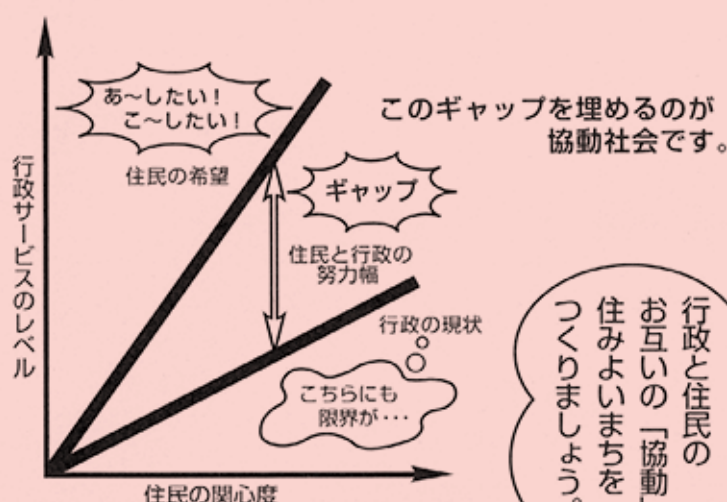 あ～したい！
こ～したい！
このギャップを埋めるのが
協動社会です。
住民の希望
ギャップ
行政サービスのレベル
住民と行政の
努力幅
行政の現状
こちらにも
限界が・・・
住民の関心度
行政と住民の
お互いの「協動
住みよいまちを
つくりましょう。